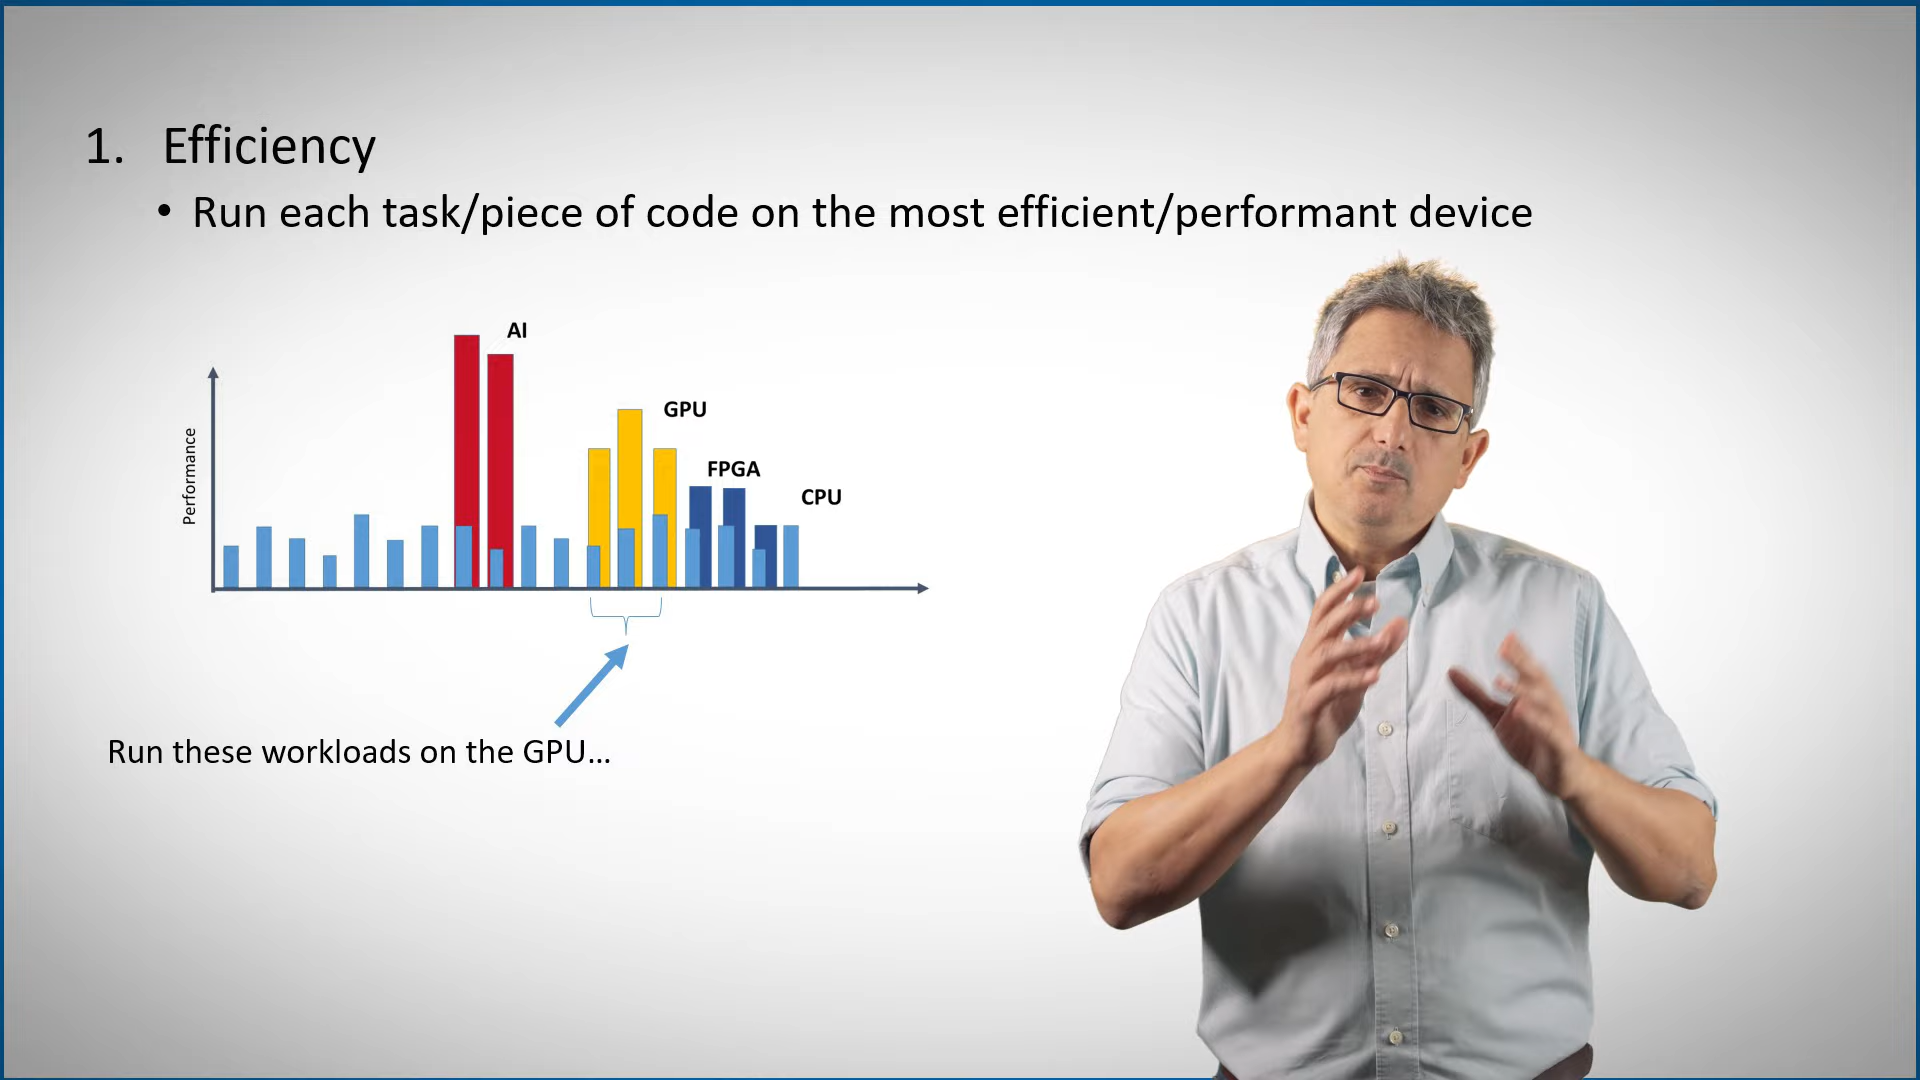 1. Efficiency
• Run each task/piece of code on the most efficient/performant device
AI
GPU
FPGA
CPU
Performance
Run these workloads on the GPU...